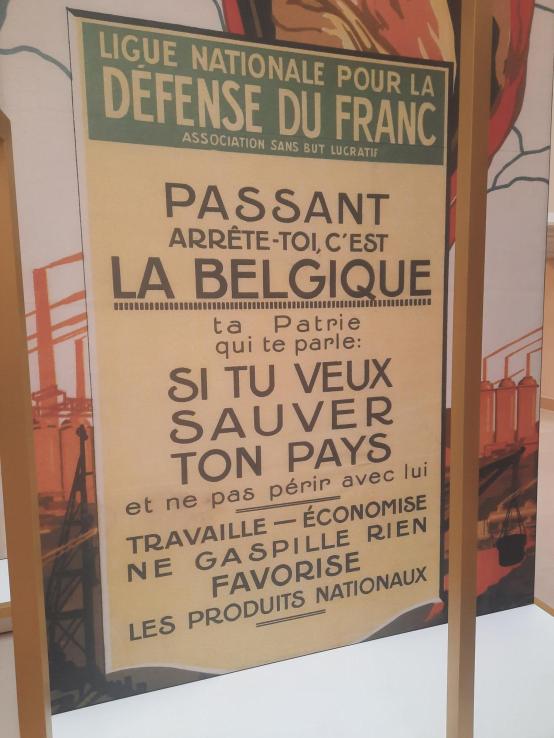 LIGUE NATIONALE POUR LA
DÉFENSE DU FRANC
ASSOCIATION SANS BUT LUCRATIF
PASSANT
ARRÊTE-TOI, C'EST
LA BELGIQUE
ta Patrie
qui te parle:
SI TU VEUX
SAUVER
TON PAYS
et ne pas périr avec lui
TRAVAILLE — ÉCONOMISE
NE GASPILLE RIEN
FAVORISE
LES PRODUITS NATIONAUX